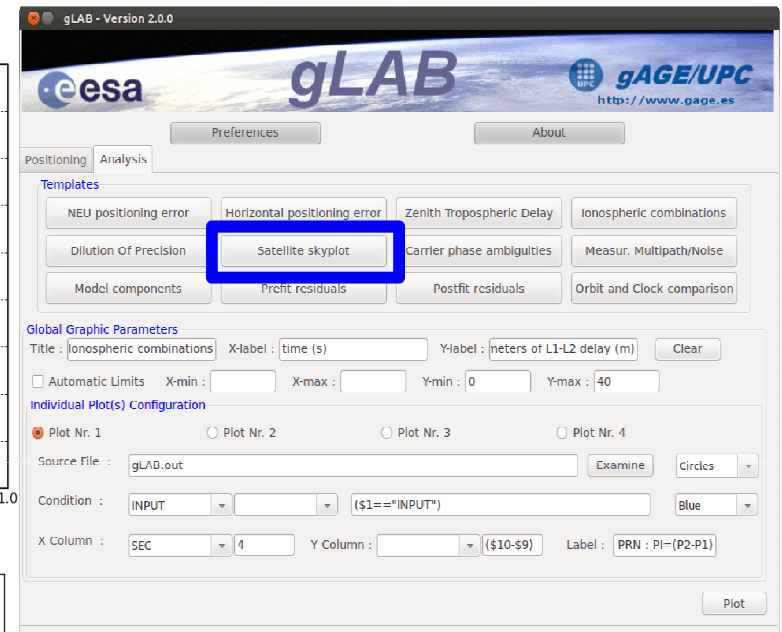 gLAB - Version 2.0.0
esa
gLAB
gAGE/UPC
UPC
http://www.gage.es
Preferences About
Positioning Analysis
Templates
NEU positioning error Horizontal positioning error Zenith Tropospheric Delay Ionospheric combinations
Dilution Of Precision Satellite skyplot Carrier phase ambiguities Measur. Multipath/Noise
Model components Prefit residuals Postfit residuals Orbit and Clock comparison
Global Graphic Parameters
Title : Ionospheric combinations X-label : time (s) Y-label : meters of L1-L2 delay (m) Clear
Automatic Limits X-min : X-max : Y-min : 0 Y-max : 40
Individual Plot(s) Configuration
Plot Nr. 1 Plot Nr. 2 Plot Nr. 3 Plot Nr. 4
Source File : gLAB.out Examine Circles
1.0
Condition : INPUT ($1=="INPUT") Blue
X Column : SEC 4 Y Column : ($10-$9) Label : PRN : PI=(P2-P1)
Plot